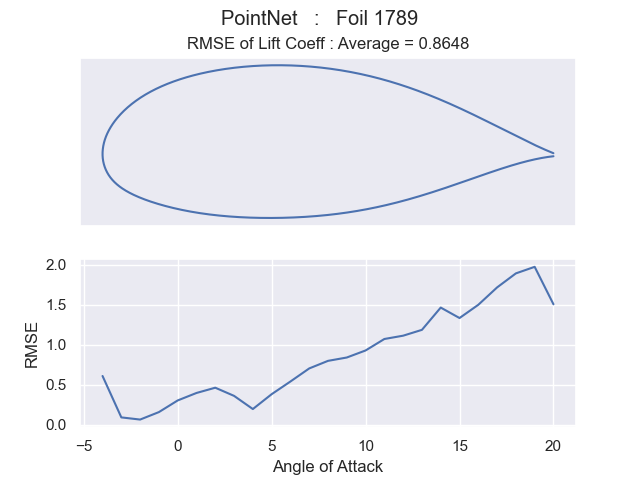 PointNet : Foil 1789
RMSE of Lift Coeff : Average = 0.8648
2.0
1.5
1.0
0.5
0.0
RMSE
−5 0 5 10 15 20
Angle of Attack